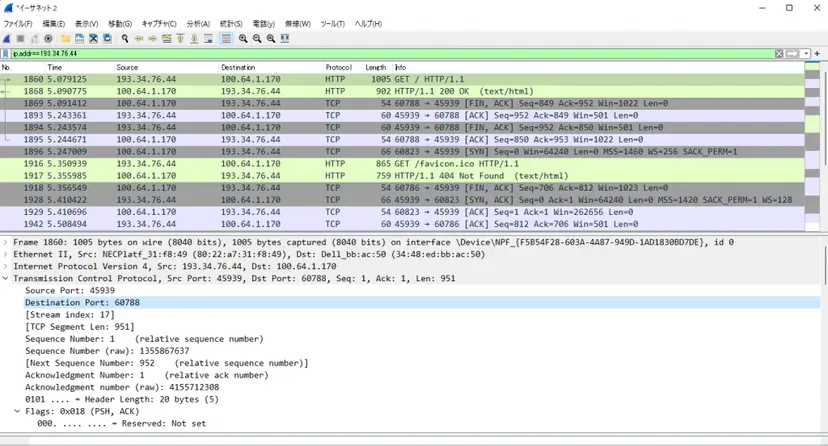 *イーサネット 2
ファイル(F) 編集(E) 表示(V) 移動(G) キャプチャ(C) 分析(A) 統計(S) 電話(y) 無線(W) ツール(T) ヘルプ(H)
ip.addr==193.34.76.44
No. Time Source Destination Protocol Length Info
1860 5.079125 193.34.76.44 100.64.1.170 HTTP 1005 GET / HTTP/1.1
1868 5.090775 100.64.1.170 193.34.76.44 HTTP 902 HTTP/1.1 200 OK (text/html)
1869 5.091412 100.64.1.170 193.34.76.44 TCP 54 60788 → 45939 [FIN, ACK] Seq=849 Ack=952 Win=1022 Len=0
1893 5.243361 193.34.76.44 100.64.1.170 TCP 60 45939 → 60788 [ACK] Seq=952 Ack=849 Win=501 Len=0
1894 5.243574 193.34.76.44 100.64.1.170 TCP 60 45939 → 60788 [FIN, ACK] Seq=952 Ack=850 Win=501 Len=0
1895 5.244671 100.64.1.170 193.34.76.44 TCP 54 60788 → 45939 [ACK] Seq=850 Ack=953 Win=1022 Len=0
1896 5.247009 100.64.1.170 193.34.76.44 TCP 66 60823 → 45939 [SYN] Seq=0 Win=64240 Len=0 MSS=1460 WS=256 SACK_PERM=1
1916 5.350939 193.34.76.44 100.64.1.170 HTTP 865 GET /favicon.ico HTTP/1.1
1917 5.355985 100.64.1.170 193.34.76.44 HTTP 759 HTTP/1.1 404 Not Found (text/html)
1918 5.356549 100.64.1.170 193.34.76.44 TCP 54 60786 → 45939 [FIN, ACK] Seq=706 Ack=812 Win=1023 Len=0
1928 5.410422 193.34.76.44 100.64.1.170 TCP 66 45939 → 60823 [SYN, ACK] Seq=0 Ack=1 Win=64240 Len=0 MSS=1420 SACK_PERM=1 WS=128
1929 5.410696 100.64.1.170 193.34.76.44 TCP 54 60823 → 45939 [ACK] Seq=1 Ack=1 Win=262656 Len=0
1942 5.508494 193.34.76.44 100.64.1.170 TCP 60 45939 → 60786 [ACK] Seq=812 Ack=706 Win=501 Len=0
Frame 1860: 1005 bytes on wire (8040 bits), 1005 bytes captured (8040 bits) on interface \Device\NPF_{F5B54F28-603A-4A87-949D-1AD1830BD7DE}, id 0
Ethernet II, Src: NECPlatf_31:f8:49 (80:22:a7:31:f8:49), Dst: Dell_bb:ac:50 (34:48:ed:bb:ac:50)
Internet Protocol Version 4, Src: 193.34.76.44, Dst: 100.64.1.170
Transmission Control Protocol, Src Port: 45939, Dst Port: 60788, Seq: 1, Ack: 1, Len: 951
Source Port: 45939
Destination Port: 60788
[Stream index: 17]
[TCP Segment Len: 951]
Sequence Number: 1 (relative sequence number)
Sequence Number (raw): 1355867637
[Next Sequence Number: 952 (relative sequence number)]
Acknowledgment Number: 1 (relative ack number)
Acknowledgment number (raw): 4155712308
0101 .... = Header Length: 20 bytes (5)
Flags: 0x018 (PSH, ACK)
000. .... .... = Reserved: Not set